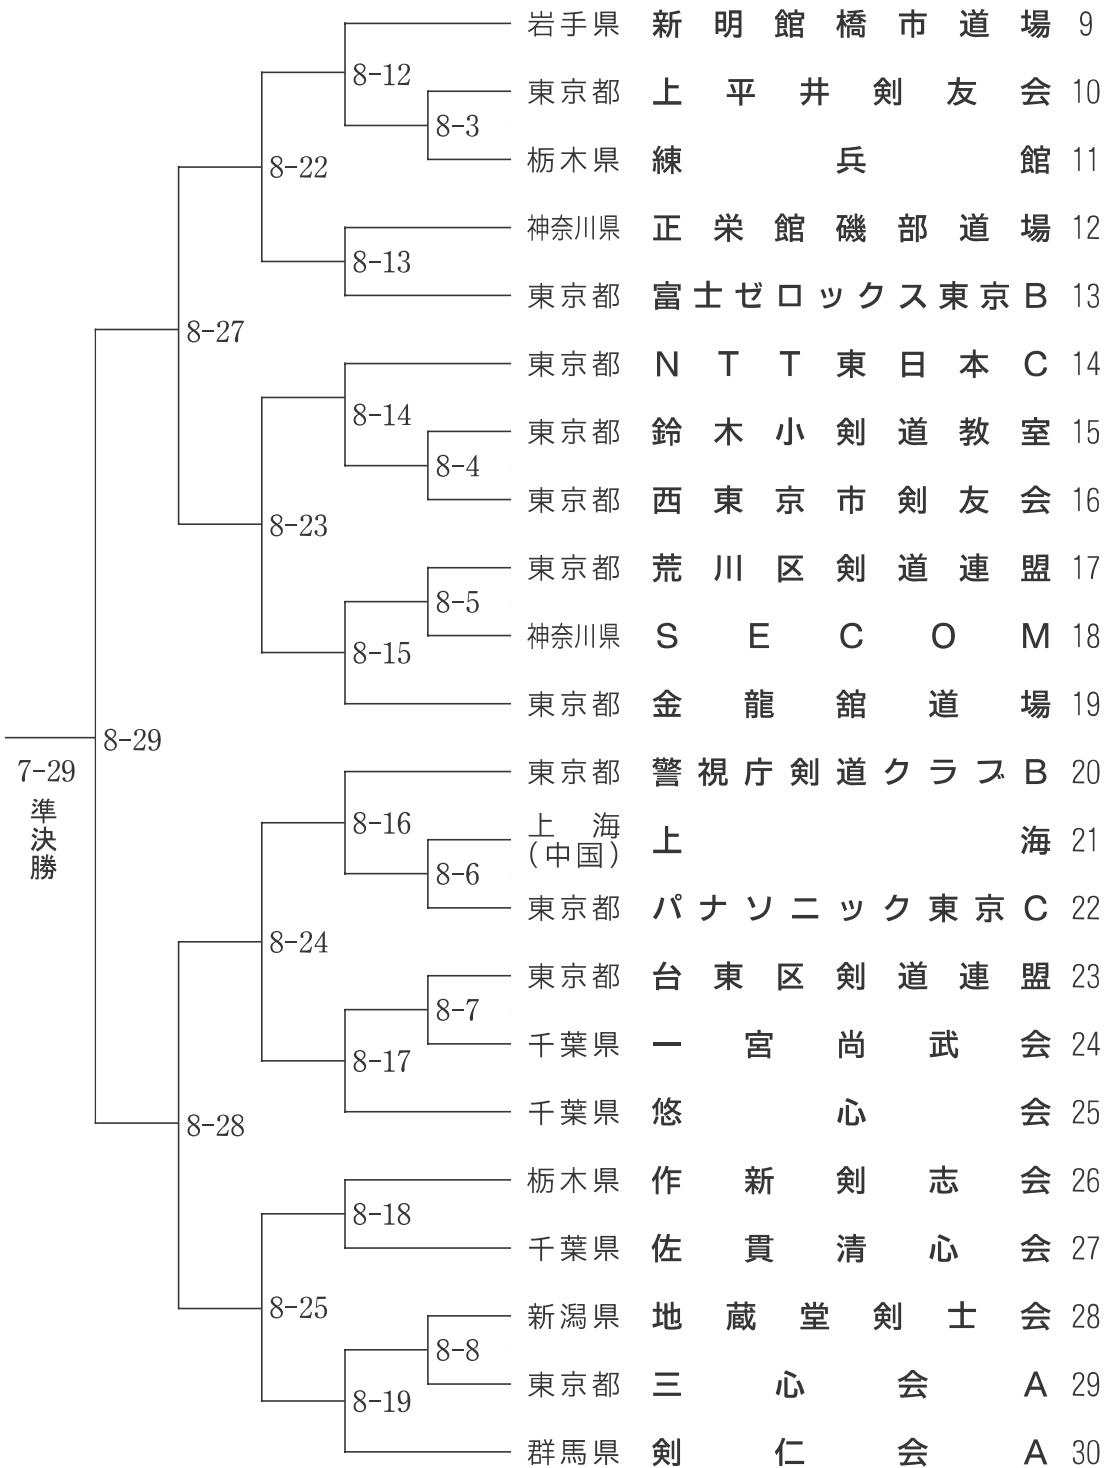 岩手県 新明館橋市道場 9
8-12
東京都 上平井剣友会 10
8-3
栃木県 練兵館 11
8-22
神奈川県 正栄館磯部道場 12
8-13
東京都 富士ゼロックス東京B 13
8-27
東京都 NTT東日本C 14
8-14
東京都 鈴木小剣道教室 15
8-4
東京都 西東京市剣友会 16
8-23
東京都 荒川区剣道連盟 17
8-5
神奈川県 SECOM 18
8-15
東京都 金龍舘道場 19
8-29
7-29
準決勝
東京都 警視庁剣道クラブB 20
8-16
上海(中国) 上海 21
8-6
東京都 パナソニック東京C 22
8-24
東京都 台東区剣道連盟 23
8-7
千葉県 一宮尚武会 24
8-17
千葉県 悠心会 25
8-28
栃木県 作新剣志会 26
8-18
千葉県 佐貫清心会 27
8-25
新潟県 地蔵堂剣士会 28
8-8
東京都 三心会A 29
8-19
群馬県 剣仁会A 30